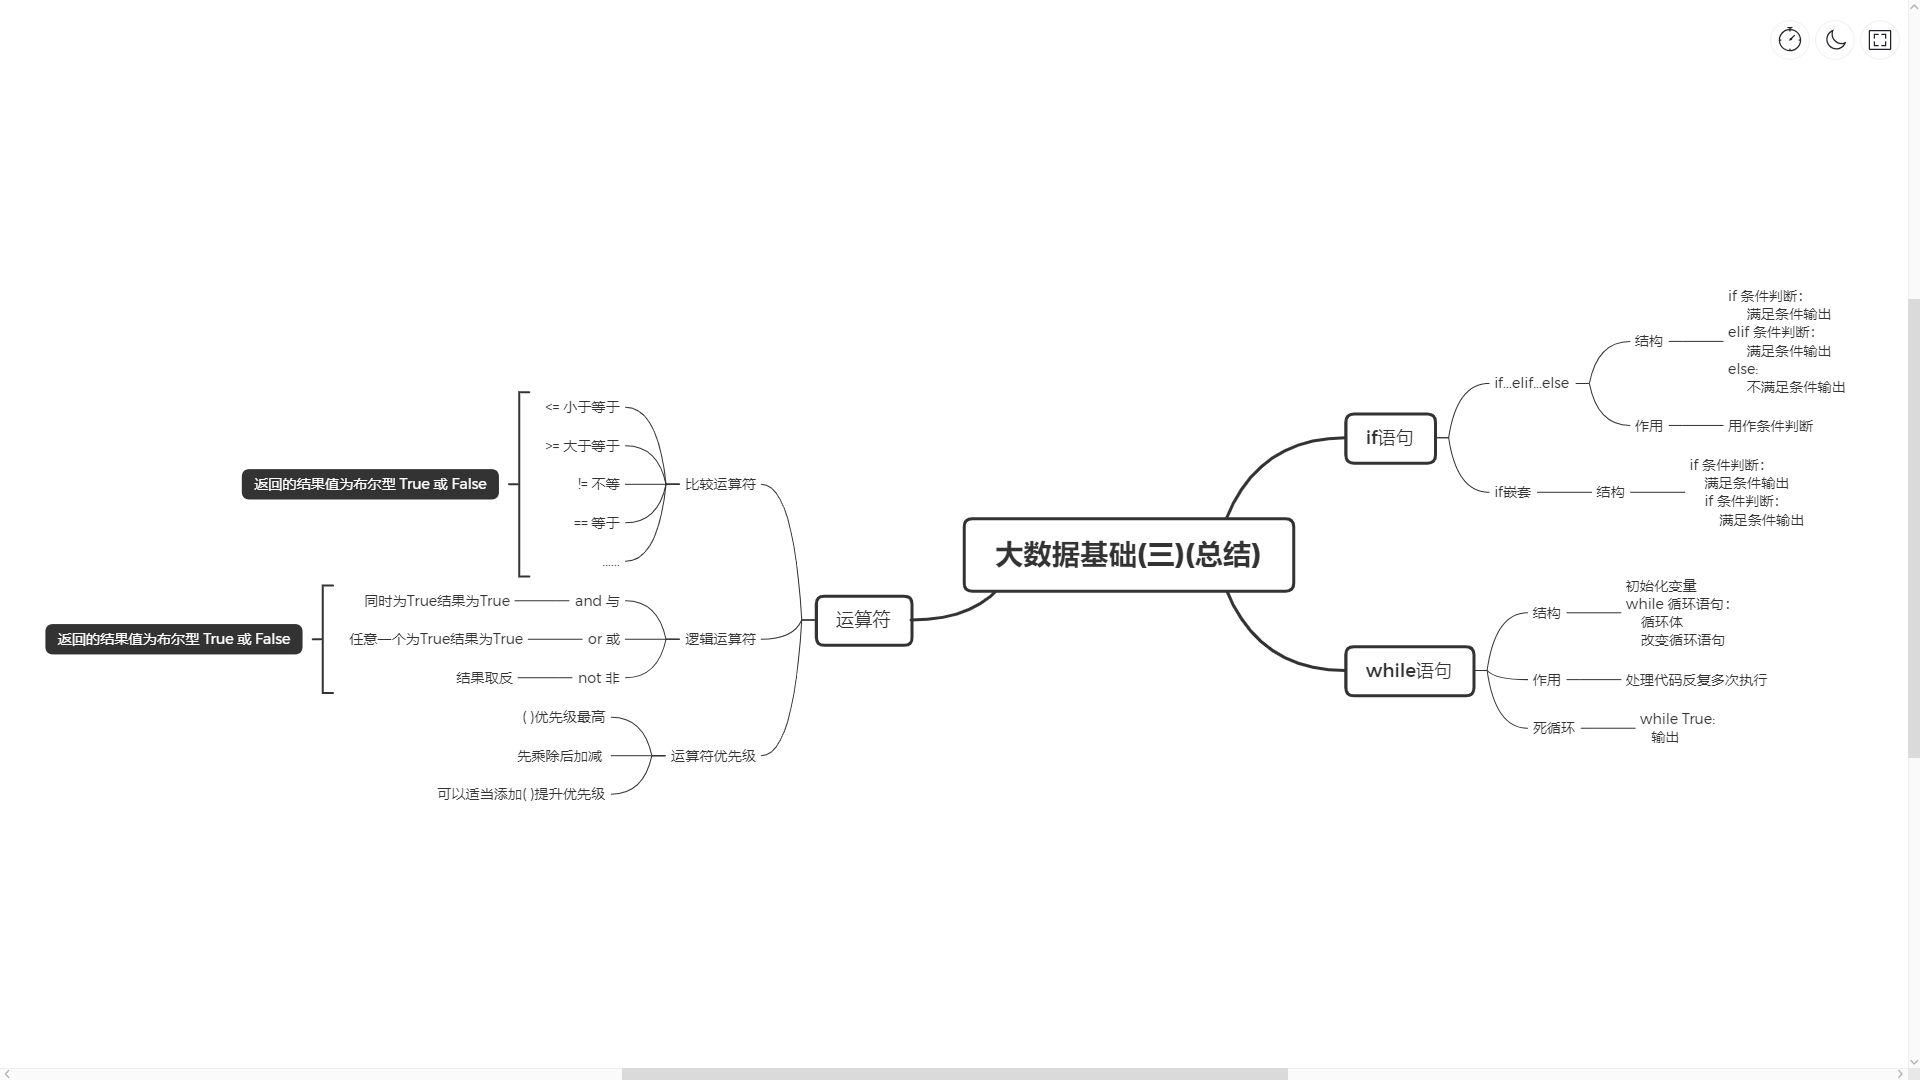 大数据基础(三)(总结)
if语句
if...elif...else
结构
if 条件判断：
满足条件输出
elif 条件判断：
满足条件输出
else:
不满足条件输出
作用
用作条件判断
if嵌套
结构
if 条件判断：
满足条件输出
if 条件判断：
满足条件输出
while语句
结构
初始化变量
while 循环语句：
循环体
改变循环语句
作用
处理代码反复多次执行
死循环
while True:
输出
运算符
比较运算符
<= 小于等于
>= 大于等于
!= 不等
== 等于
......
返回的结果值为布尔型 True 或 False
逻辑运算符
and 与
同时为True结果为True
or 或
任意一个为True结果为True
not 非
结果取反
返回的结果值为布尔型 True 或 False
运算符优先级
( )优先级最高
先乘除后加减
可以适当添加( )提升优先级